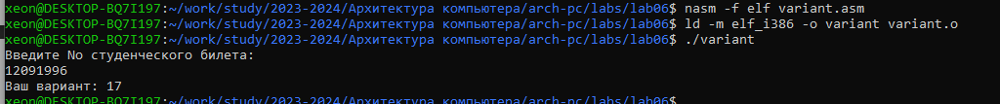 xeon@DESKTOP-BQ7I197:~/work/study/2023-2024/Архитектура компьютера/arch-pc/labs/lab06$ nasm -f elf variant.asm
xeon@DESKTOP-BQ7I197:~/work/study/2023-2024/Архитектура компьютера/arch-pc/labs/lab06$ ld -m elf_i386 -o variant variant.o
xeon@DESKTOP-BQ7I197:~/work/study/2023-2024/Архитектура компьютера/arch-pc/labs/lab06$ ./variant
Введите No студенческого билета:
12091996
Ваш вариант: 17
xeon@DESKTOP-BQ7I197:~/work/study/2023-2024/Архитектура компьютера/arch-pc/labs/lab06$